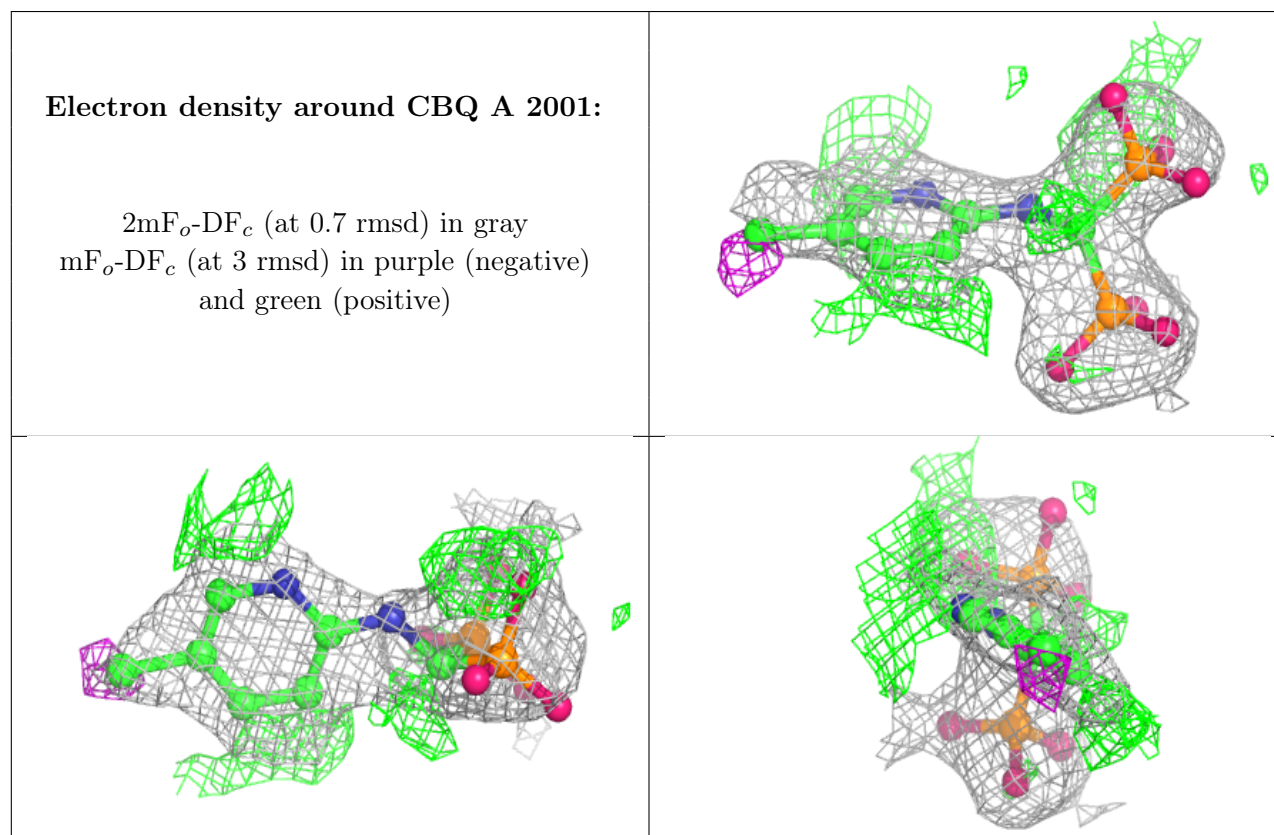 Electron density around CBQ A 2001:
2mFo-DFc (at 0.7 rmsd) in gray
mFo-DFc (at 3 rmsd) in purple (negative)
and green (positive)